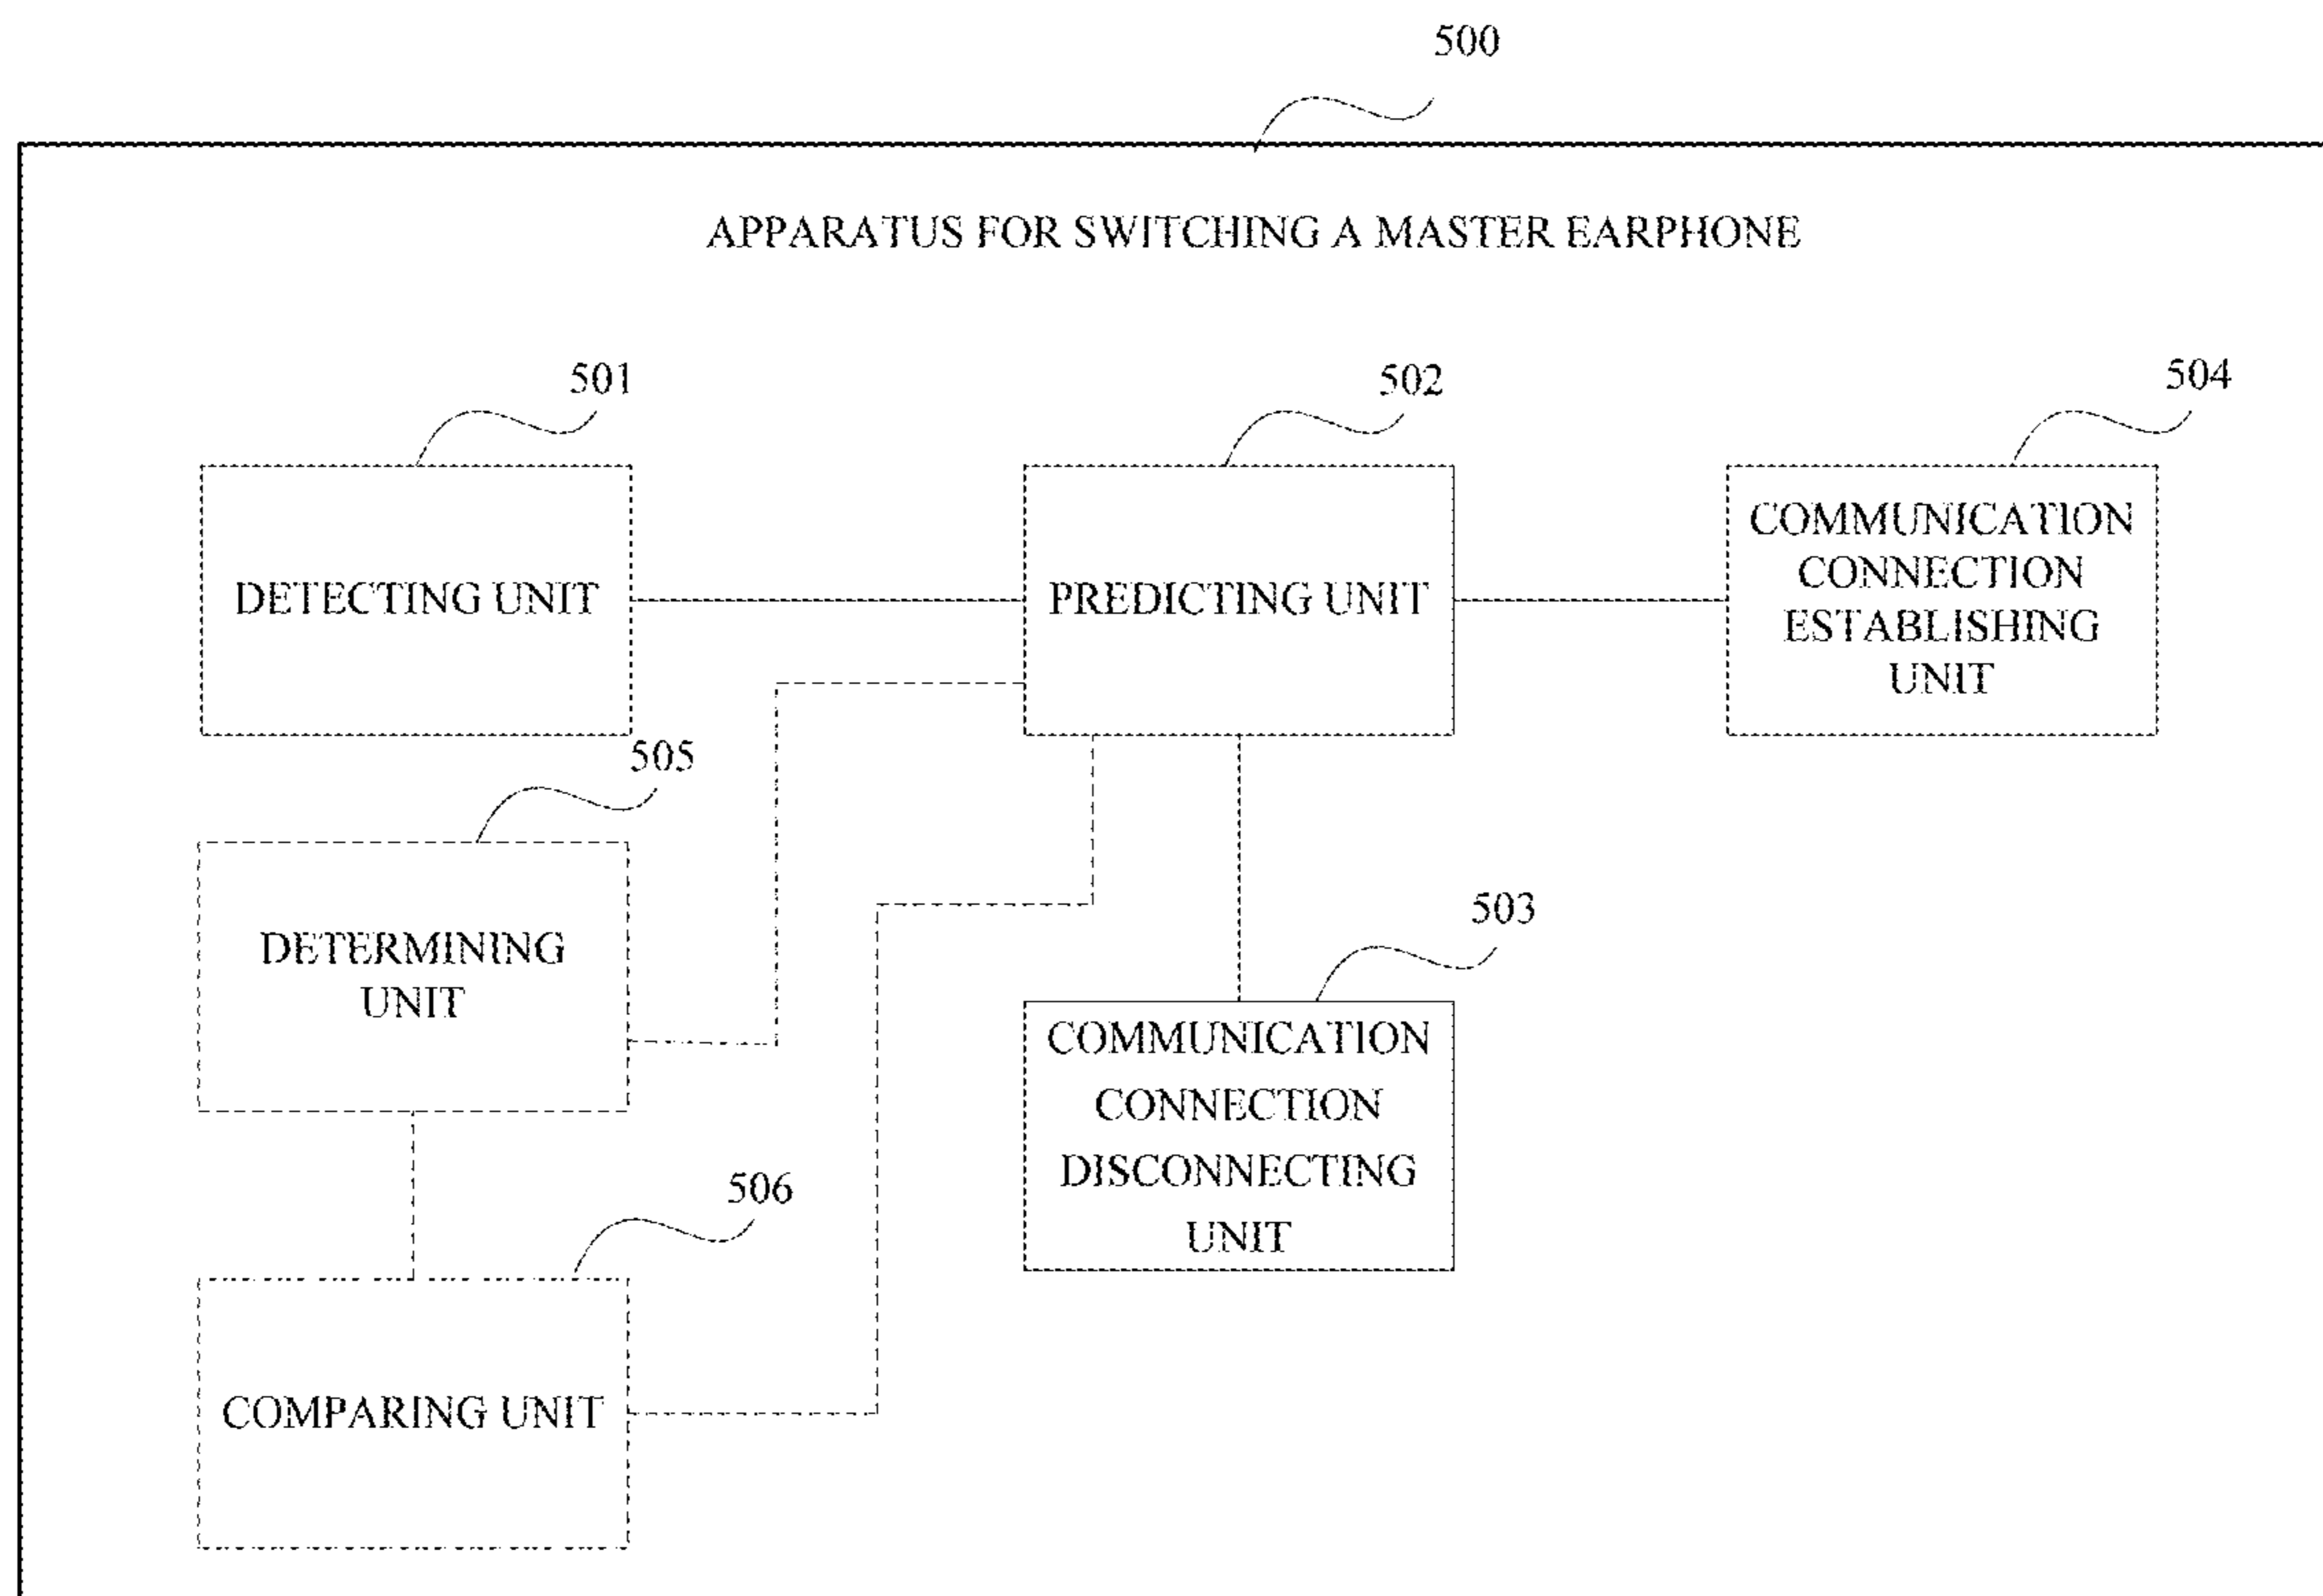 500
APPARATUS FOR SWITCHING A MASTER EARPHONE
501
502
504
DETECTING UNIT
PREDICTING UNIT
COMMUNICATION
CONNECTION
ESTABLISHING
UNIT
505
DETERMINING
UNIT
503
COMMUNICATION
CONNECTION
DISCONNECTING
UNIT
506
COMPARING UNIT